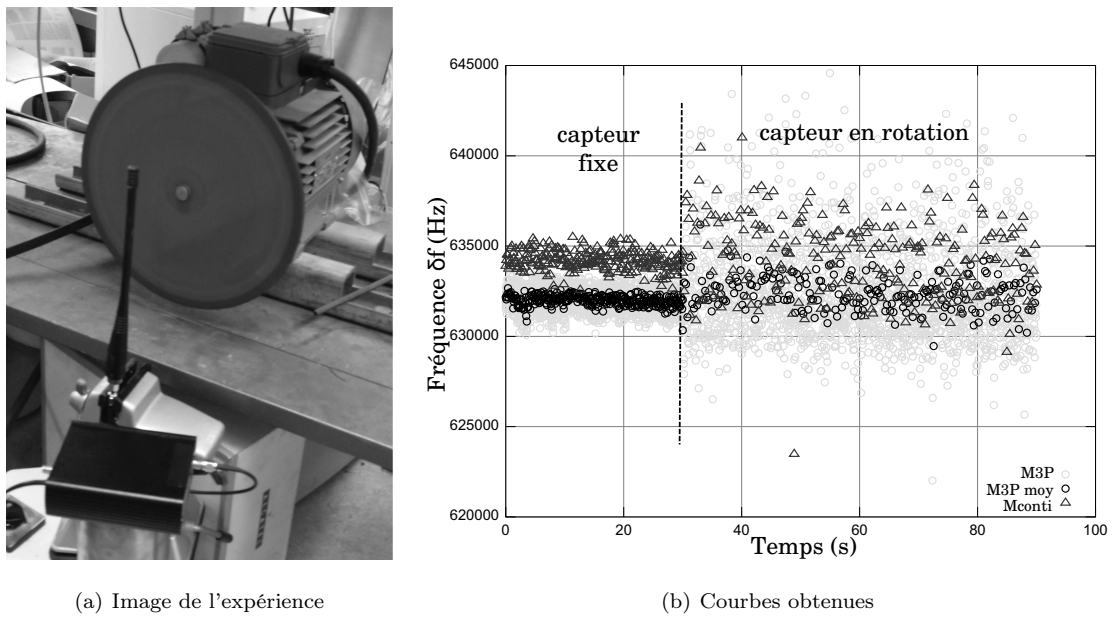 645000
640000
635000
630000
625000
620000
0
20
40
60
80
100
Fréquence δf (Hz)
Temps (s)
capteur
fixe
capteur en rotation
M3P
M3P moy
Mconti
(a) Image de l'expérience
(b) Courbes obtenues